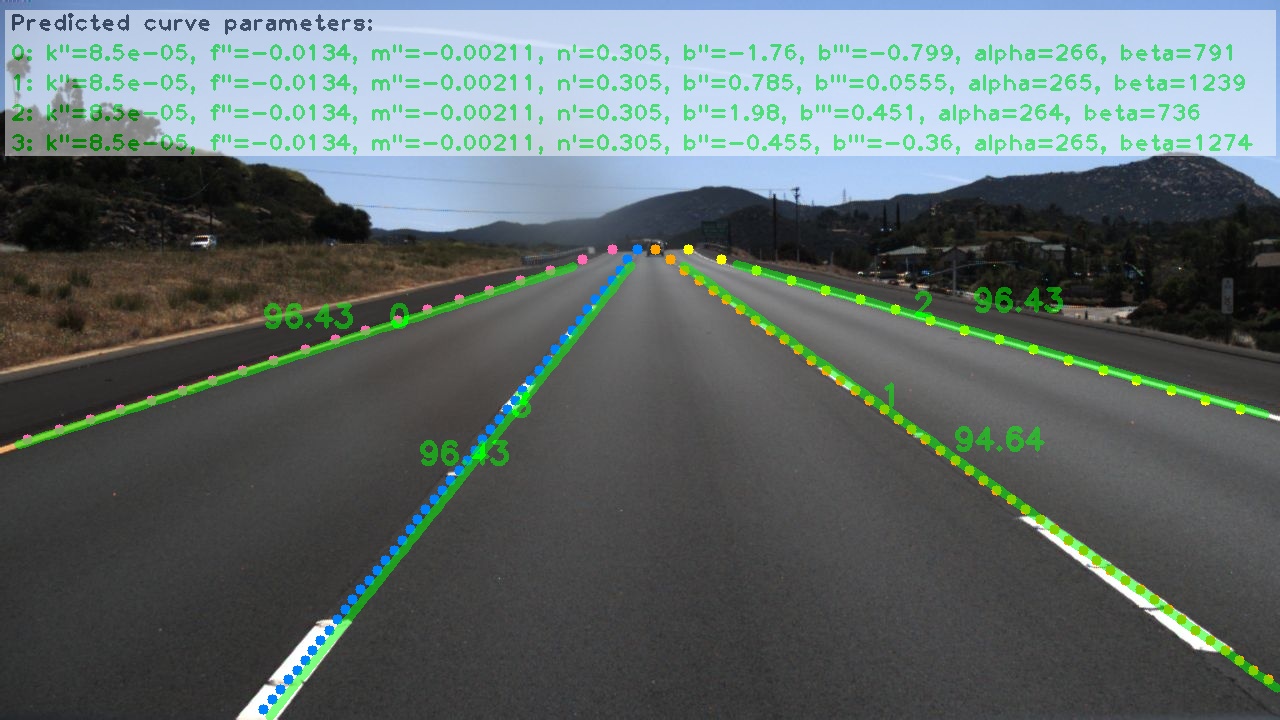 Predicted curve parameters:
0: k''=8.5e-05, f''=-0.0134, m''=-0.00211, n'=0.305, b''=-1.76, b'''=-0.799, alpha=266, beta=791
1: k''=8.5e-05, f''=-0.0134, m''=-0.00211, n'=0.305, b''=0.785, b'''=0.0555, alpha=265, beta=1239
2: k''=8.5e-05, f''=-0.0134, m''=-0.00211, n'=0.305, b''=1.98, b'''=0.451, alpha=264, beta=736
3: k''=8.5e-05, f''=-0.0134, m''=-0.00211, n'=0.305, b''=-0.455, b'''=-0.36, alpha=265, beta=1274
96.43 0
2 96.43
3
1
96.43
94.64